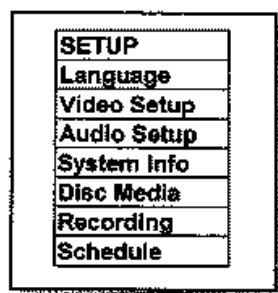 SETUP
Language
Video Setup
Audio Setup
System Info
Disc Media
Recording
Schedule